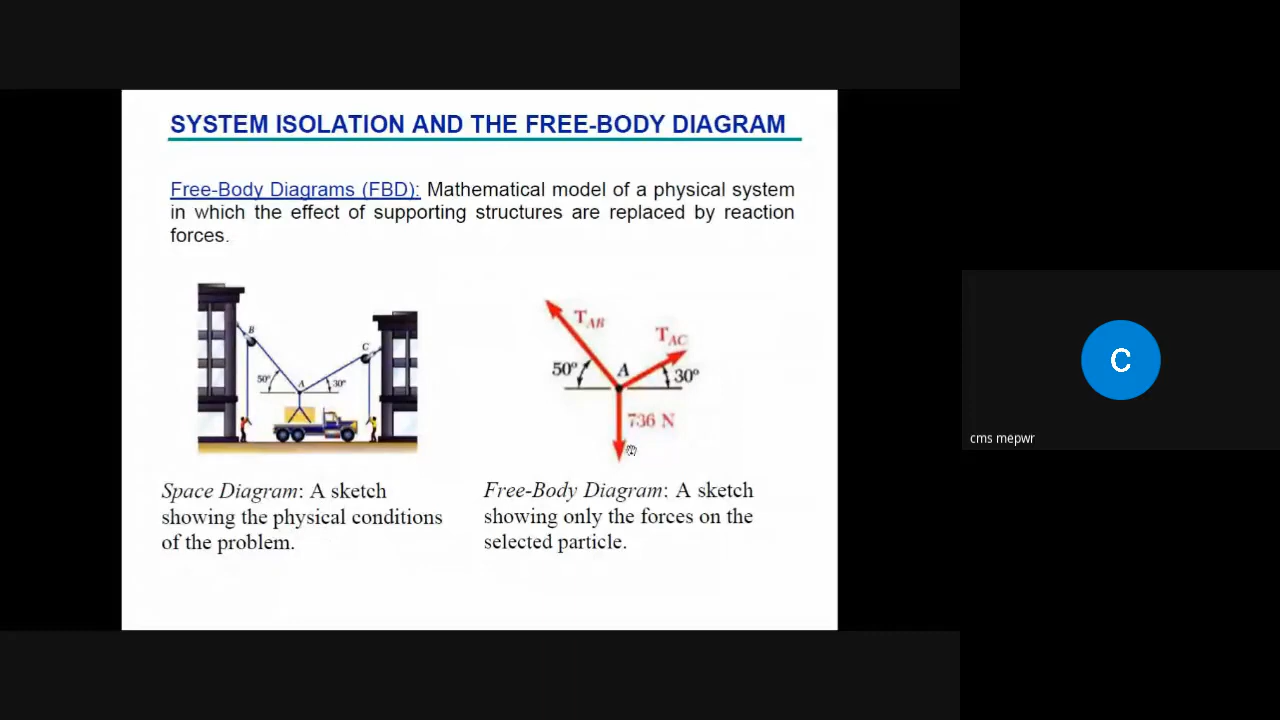 SYSTEM ISOLATION AND THE FREE-BODY DIAGRAM
Free-Body Diagrams (FBD): Mathematical model of a physical system
in which the effect of supporting structures are replaced by reaction
forces.
B
C
A
50°
30°
T_AB
T_AC
50°
A
30°
736 N
Space Diagram: A sketch
showing the physical conditions
of the problem.
Free-Body Diagram: A sketch
showing only the forces on the
selected particle.
C
cms mepwr